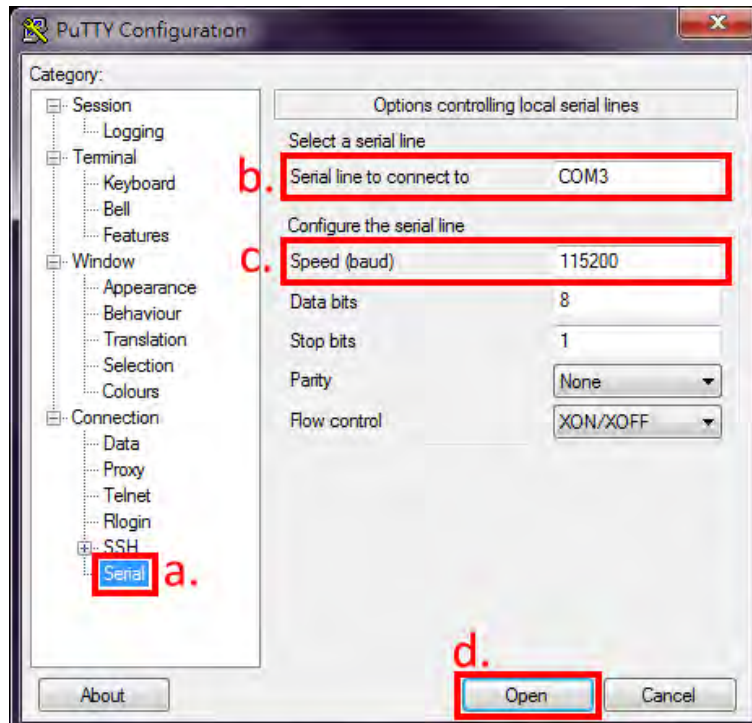 PuTTY Configuration
Category:
Session
Logging
Terminal
Keyboard
Bell
Features
Window
Appearance
Behaviour
Translation
Selection
Colours
Connection
Data
Proxy
Telnet
Rlogin
SSH
Serial
a.
Options controlling local serial lines
Select a serial line
b. Serial line to connect to COM3
Configure the serial line
c. Speed (baud) 115200
Data bits 8
Stop bits 1
Parity None
Flow control XON/XOFF
d.
About Open Cancel